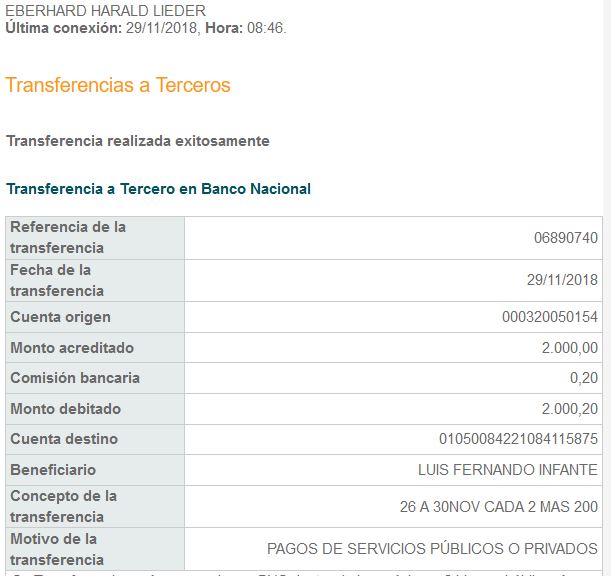 EBERHARD HARALD LIEDER
Última conexión: 29/11/2018, Hora: 08:46.
Transferencias a Terceros
Transferencia realizada exitosamente
Transferencia a Tercero en Banco Nacional
Referencia de la
transferencia
06890740
Fecha de la
transferencia
29/11/2018
Cuenta origen
000320050154
Monto acreditado
2.000,00
Comisión bancaria
0,20
Monto debitado
2.000,20
Cuenta destino
01050084221084115875
Beneficiario
LUIS FERNANDO INFANTE
Concepto de la
transferencia
26 A 30NOV CADA 2 MAS 200
Motivo de la
transferencia
PAGOS DE SERVICIOS PÚBLICOS O PRIVADOS